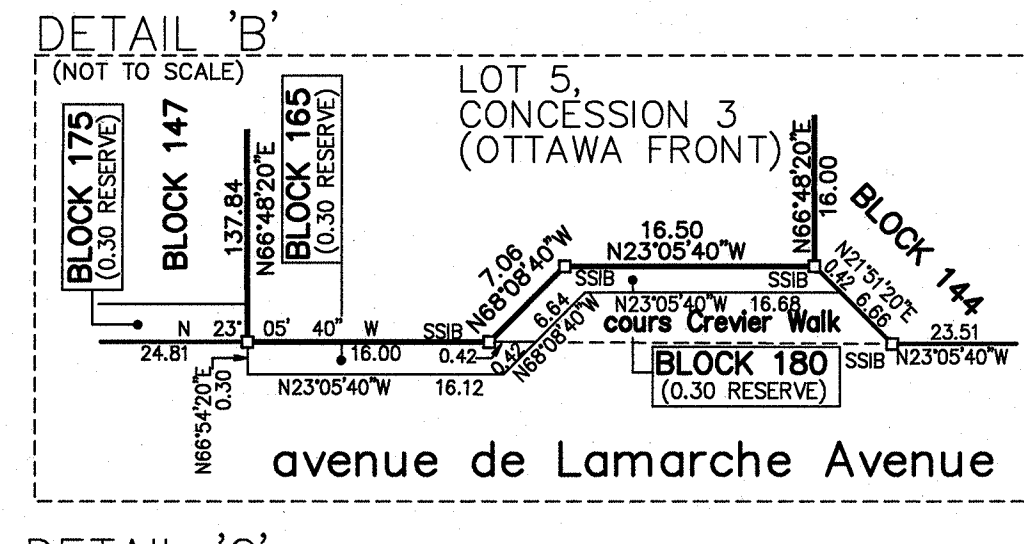 DETAIL 'B'
(NOT TO SCALE)
BLOCK 175
(0.30 RESERVE)
BLOCK 147
137.84
N66°48'20"E
BLOCK 165
(0.30 RESERVE)
LOT 5,
CONCESSION 3
(OTTAWA FRONT)
N66°48'20"E
16.00
BLOCK 144
7.06
N68°08'40"W
16.50
N23°05'40"W
SSIB
SSIB
N21°51'20"E
0.42 6.66
6.64
N68°08'40"W
0.42
N23°05'40"W 16.68
cours Crevier Walk
N 23° 05' 40" W
SSIB
24.81
16.00
0.42
23.51
N23°05'40"W
SSIB
BLOCK 180
(0.30 RESERVE)
N66°54'20"E
0.30
N23°05'40"W 16.12
avenue de Lamarche Avenue